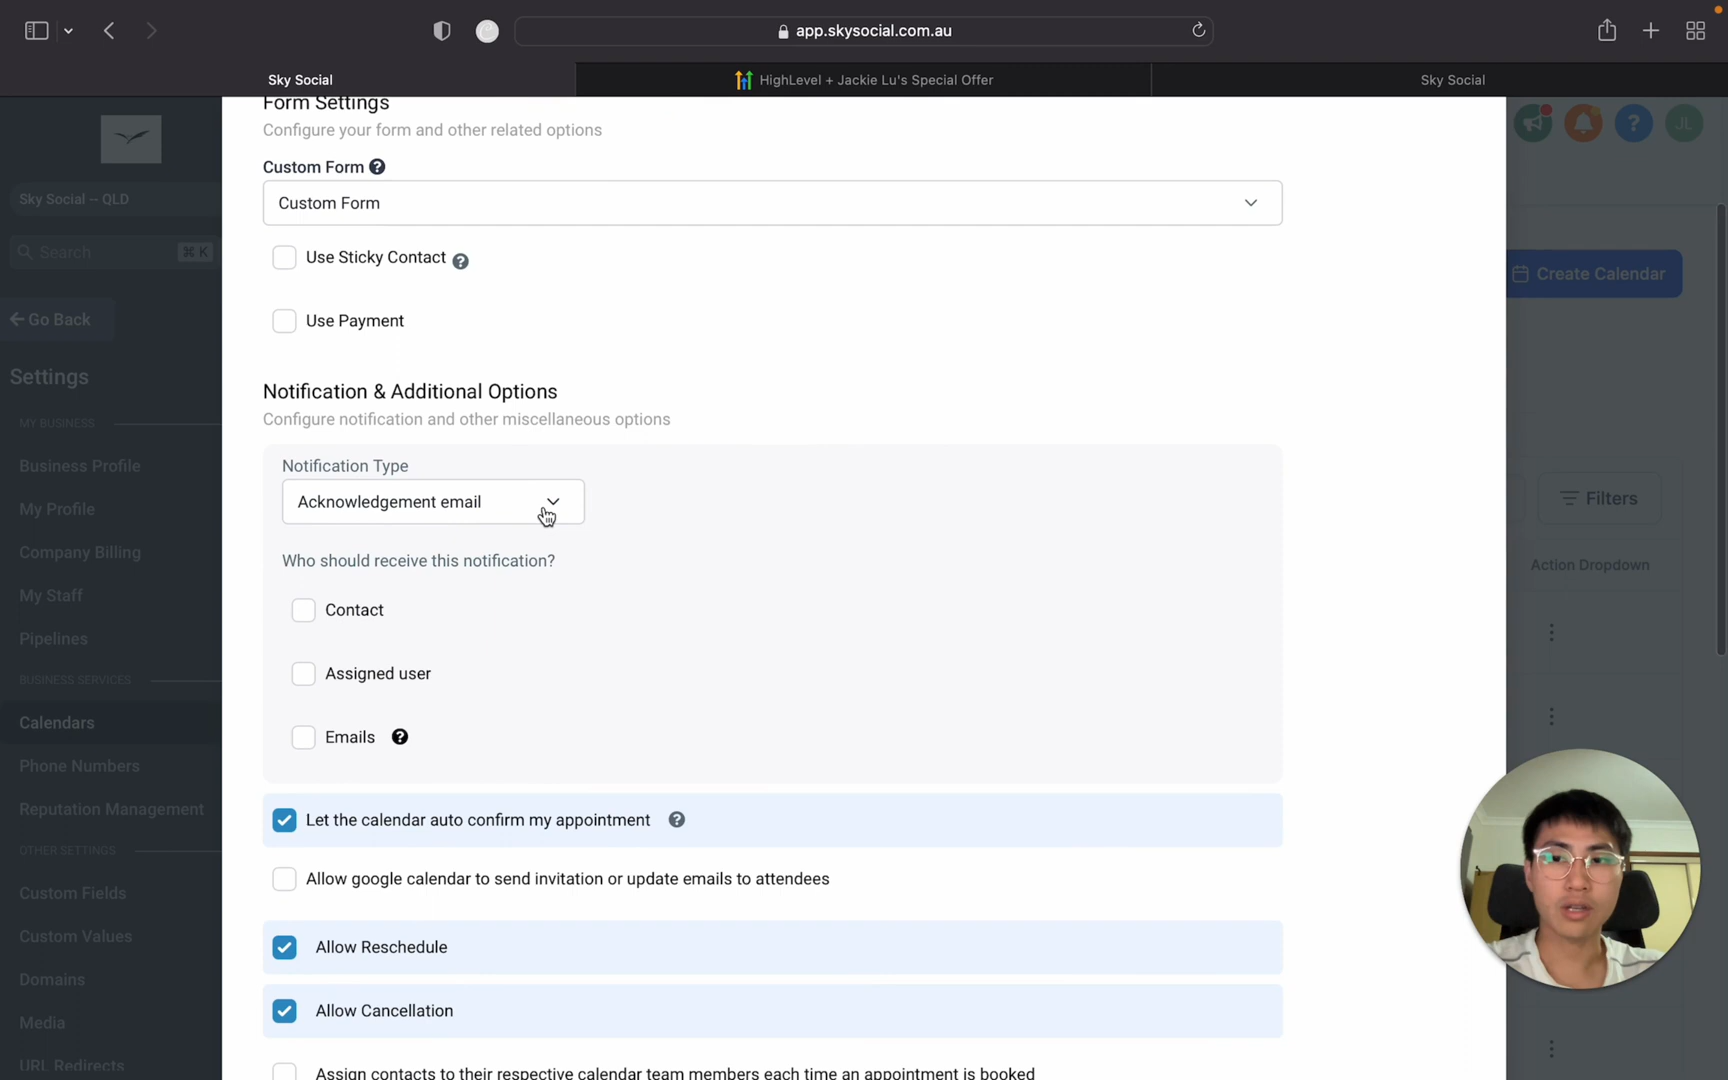 app.skysocial.com.au
Sky Social
HighLevel + Jackie Lu's Special Offer
Sky Social
Form Settings
Configure your form and other related options
Custom Form ?
Custom Form
Use Sticky Contact ?
Use Payment
Notification & Additional Options
Configure notification and other miscellaneous options
Notification Type
Acknowledgement email
Who should receive this notification?
Contact
Assigned user
Emails ?
Let the calendar auto confirm my appointment ?
Allow google calendar to send invitation or update emails to attendees
Allow Reschedule
Allow Cancellation
Assign contacts to their respective calendar team members each time an appointment is booked
Sky Social -- QLD
Search ⌘ K
Go Back
Settings
MY BUSINESS
Business Profile
My Profile
Company Billing
My Staff
Pipelines
BUSINESS SERVICES
Calendars
Phone Numbers
Reputation Management
OTHER SETTINGS
Custom Fields
Custom Values
Domains
Media
URL Redirects
? JL
Create Calendar
Filters
Action Dropdown